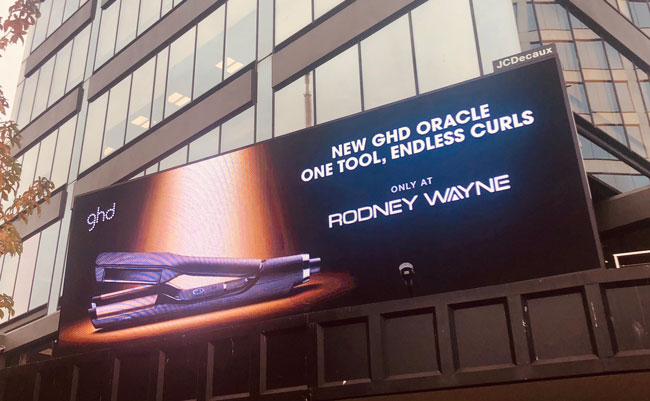 JCDecaux
NEW GHD ORACLE
ONE TOOL, ENDLESS CURLS
ONLY AT
RODNEY WAYNE
ghd